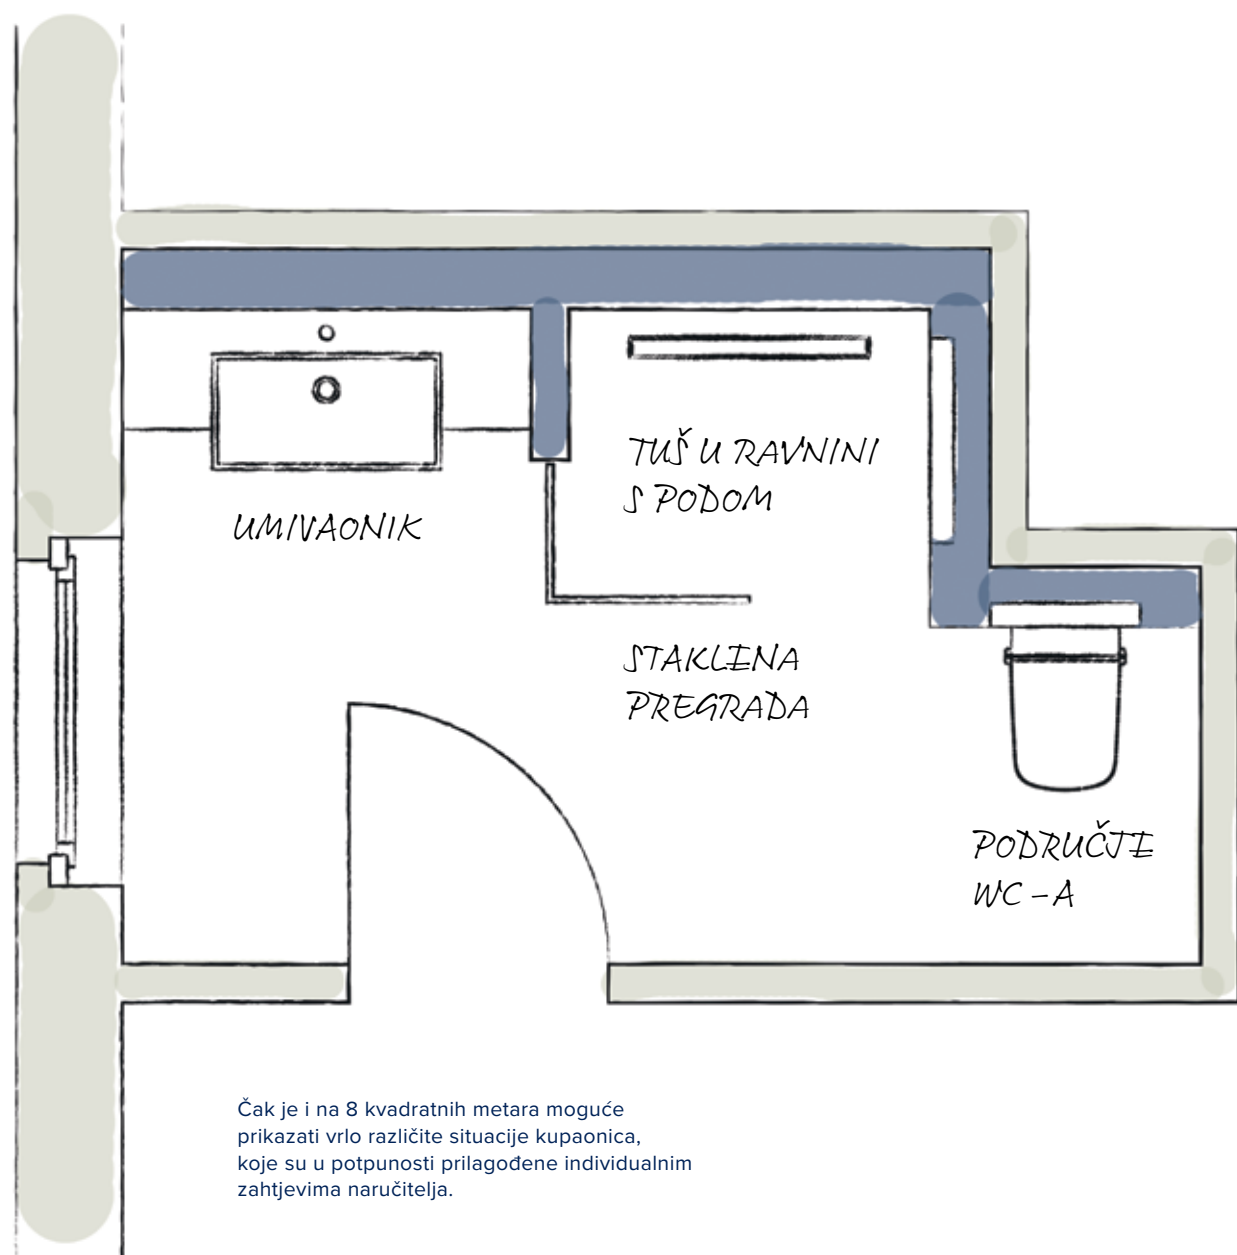 TUŠ U RAVNINI
S PODOM
UMIVAONIK
STAKLENA
PREGRADA
PODRUČJE
WC – A
Čak je i na 8 kvadratnih metara moguće
prikazati vrlo različite situacije kupaonica,
koje su u potpunosti prilagođene individualnim
zahtjevima naručitelja.